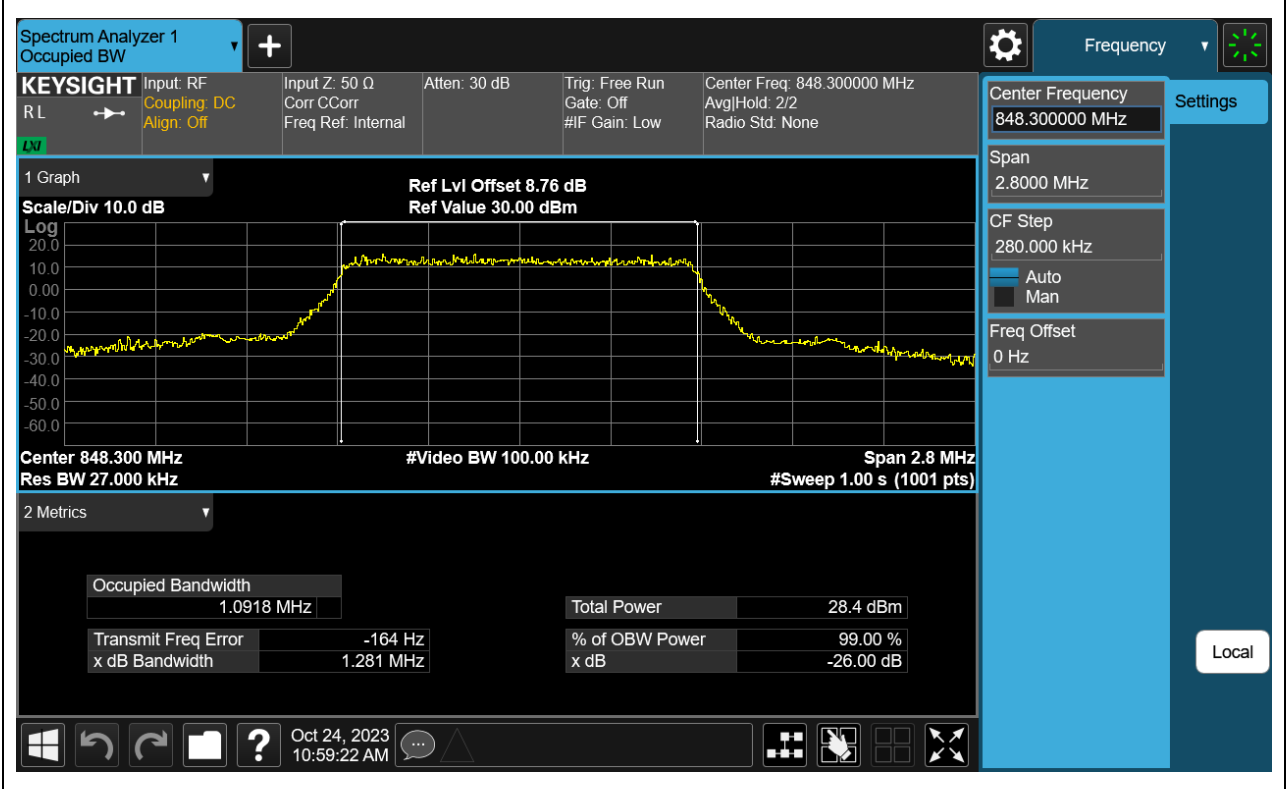 Spectrum Analyzer 1
Occupied BW
Frequency
KEYSIGHT
R L
LXI
Input: RF
Coupling: DC
Align: Off
Input Z: 50 Ω
Corr CCorr
Freq Ref: Internal
Atten: 30 dB
Trig: Free Run
Gate: Off
#IF Gain: Low
Center Freq: 848.300000 MHz
Avg|Hold: 2/2
Radio Std: None
1 Graph
Scale/Div 10.0 dB
Ref Lvl Offset 8.76 dB
Ref Value 30.00 dBm
Log
20.0
10.0
0.00
-10.0
-20.0
-30.0
-40.0
-50.0
-60.0
Center 848.300 MHz
#Video BW 100.00 kHz
Span 2.8 MHz
Res BW 27.000 kHz
#Sweep 1.00 s (1001 pts)
2 Metrics
Occupied Bandwidth
1.0918 MHz
Total Power 28.4 dBm
Transmit Freq Error -164 Hz
% of OBW Power 99.00 %
x dB Bandwidth 1.281 MHz
x dB -26.00 dB
Oct 24, 2023
10:59:22 AM
Center Frequency
848.300000 MHz
Settings
Span
2.8000 MHz
CF Step
280.000 kHz
Auto
Man
Freq Offset
0 Hz
Local